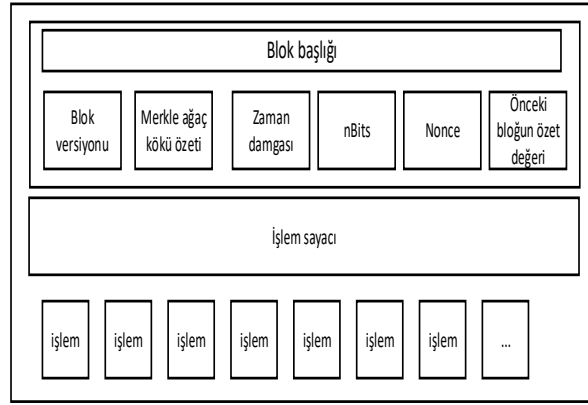 Blok başlığı
Blok
versiyonu
Merkle ağaç
kökü özeti
Zaman
damgası
nBits
Nonce
Önceki
bloğun özet
değeri
İşlem sayacı
işlem
işlem
işlem
işlem
işlem
işlem
işlem
...